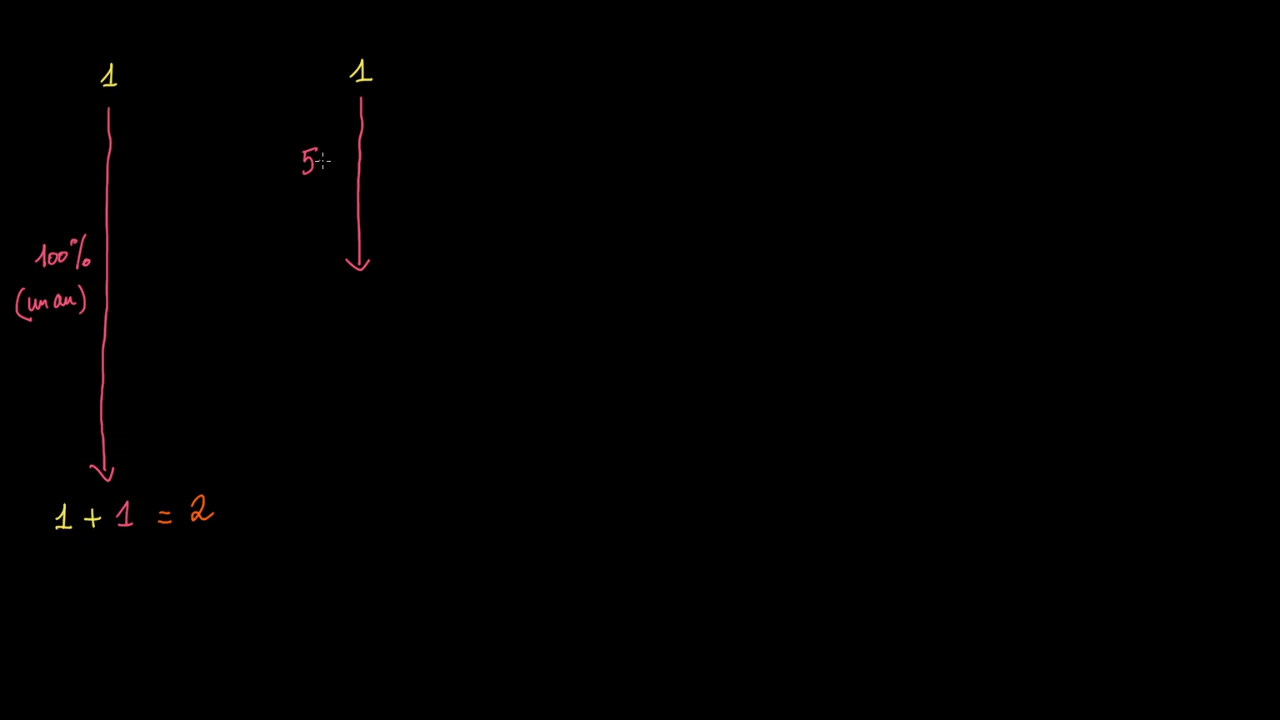 1
1
5
100%
(un an)
1 + 1 = 2